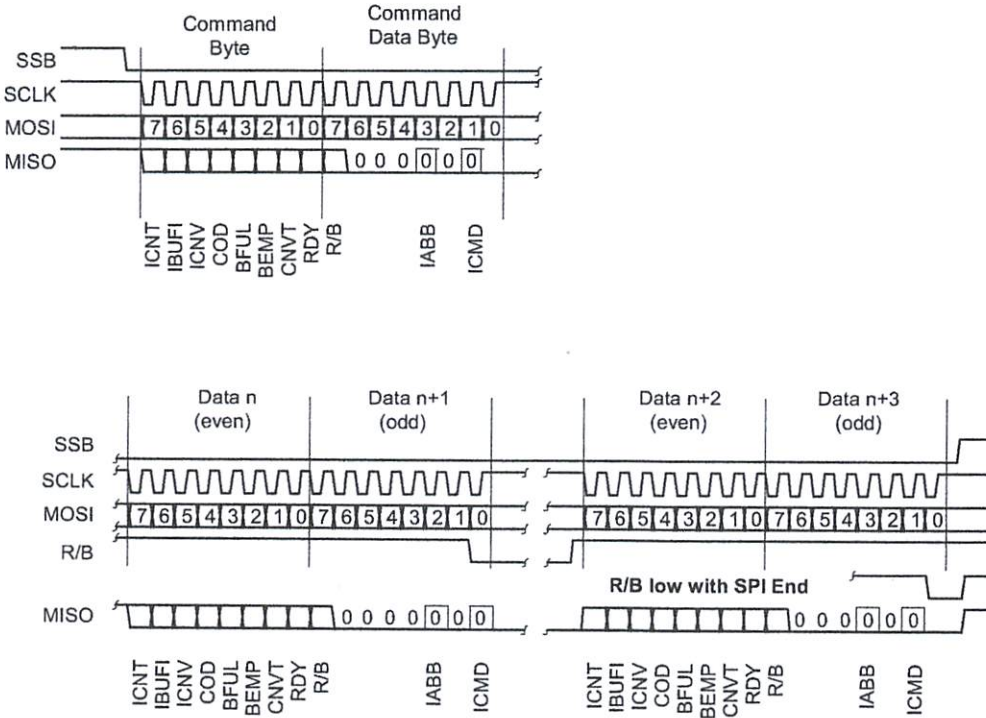 Command Byte
Command Data Byte
SSB
SCLK
MOSI 7 6 5 4 3 2 1 0 7 6 5 4 3 2 1 0
MISO 0 0 0 0 0 0
ICNT IBUFI ICNV COD BFUL BEMP CNVT RDY R/B IABB ICMD
Data n (even)
Data n+1 (odd)
Data n+2 (even)
Data n+3 (odd)
SSB
SCLK
MOSI 7 6 5 4 3 2 1 0 7 6 5 4 3 2 1 0 7 6 5 4 3 2 1 0 7 6 5 4 3 2 1 0
R/B
R/B low with SPI End
MISO 0 0 0 0 0 0 0 0 0 0 0 0 0 0
ICNT IBUFI ICNV COD BFUL BEMP CNVT RDY R/B IABB ICMD ICNT IBUFI ICNV COD BFUL BEMP CNVT RDY R/B IABB ICMD